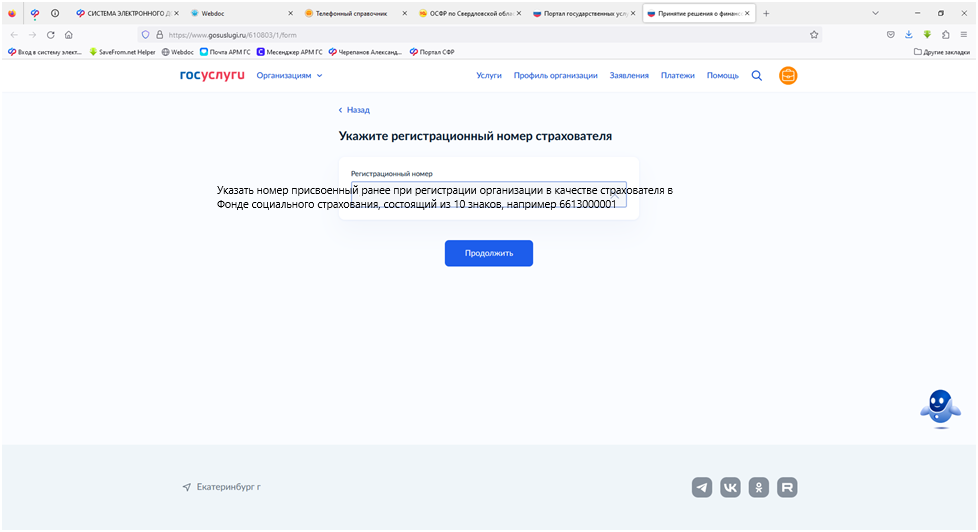 СИСТЕМА ЭЛЕКТРОННОГО Д
Webdoc
Телефонный справочник
ОСФР по Свердловской обла
Портал государственных услу
Принятие решения о финанс
https://www.gosuslugi.ru/610803/1/form
Вход в систему элект...
SaveFrom.net Helper
Webdoc
Почта АРМ ГС
Месенджер АРМ ГС
Черепанов Александ...
Портал СФР
Другие закладки
госуслуги
Организациям
Услуги
Профиль организации
Заявления
Платежи
Помощь
Назад
Укажите регистрационный номер страхователя
Регистрационный номер
Указать номер присвоенный ранее при регистрации организации в качестве страхователя в
Фонде социального страхования, состоящий из 10 знаков, например 6613000001
Продолжить
Екатеринбург г